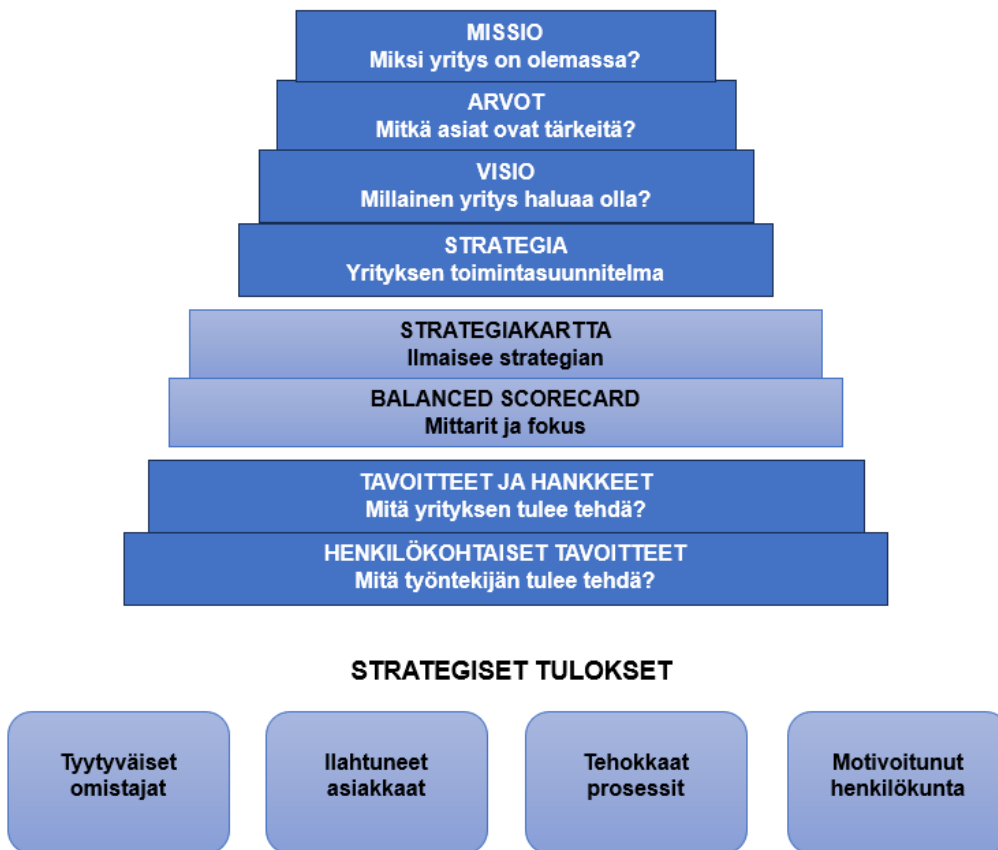 MISSIO
Miksi yritys on olemassa?
ARVOT
Mitkä asiat ovat tärkeitä?
VISIO
Millainen yritys haluaa olla?
STRATEGIA
Yrityksen toimintasuunnitelma
STRATEGIAKARTTA
Ilmaisee strategian
BALANCED SCORECARD
Mittarit ja fokus
TAVOITTEET JA HANKKEET
Mitä yrityksen tulee tehdä?
HENKILÖKOHTAISET TAVOITTEET
Mitä työntekijän tulee tehdä?
STRATEGISET TULOKSET
Tyytyväiset
omistajat
Ilahtuneet
asiakkaat
Tehokkaat
prosessit
Motivoitunut
henkilökunta